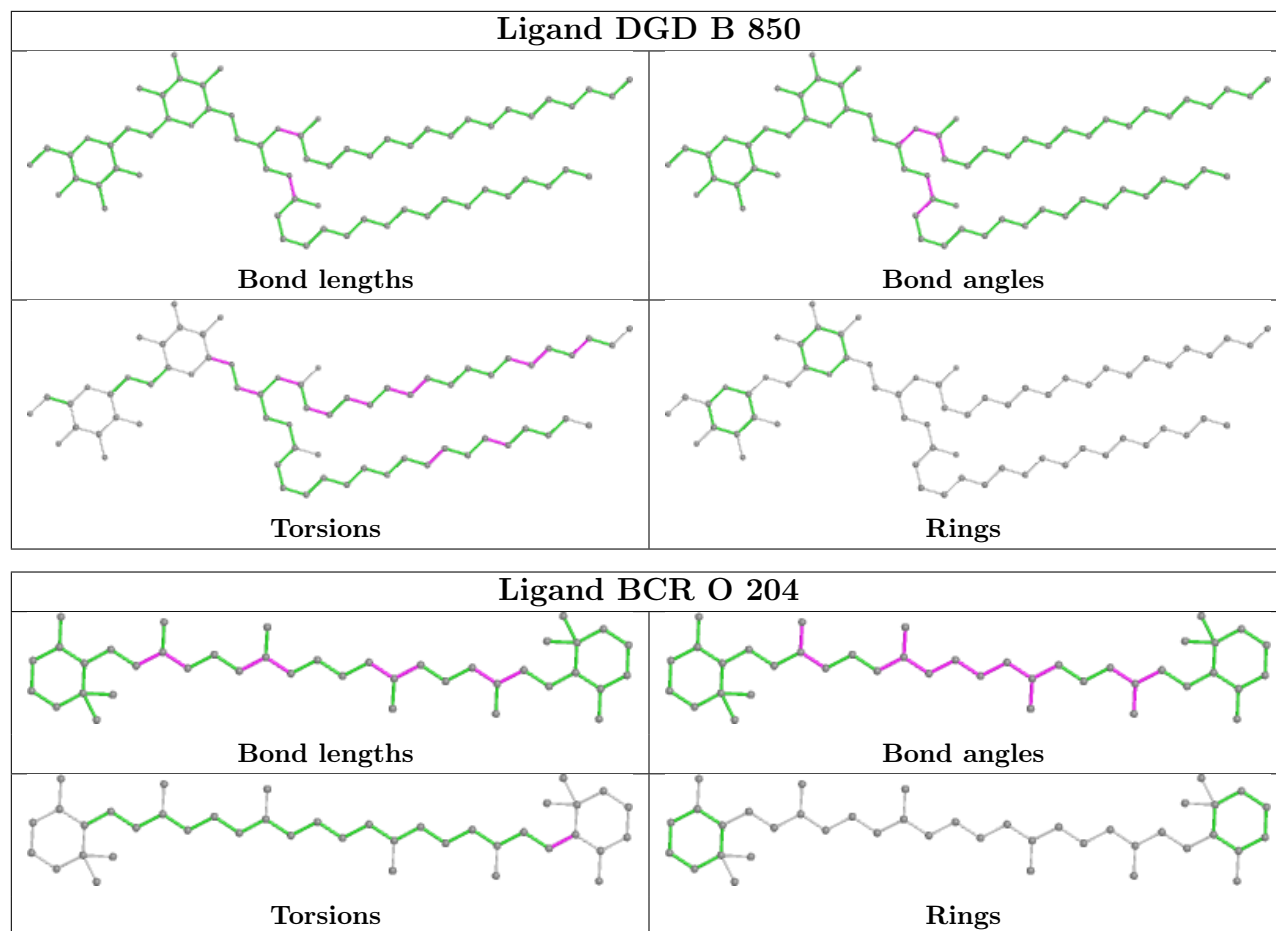 Ligand DGD B 850
Bond lengths
Bond angles
Torsions
Rings
Ligand BCR O 204
Bond lengths
Bond angles
Torsions
Rings